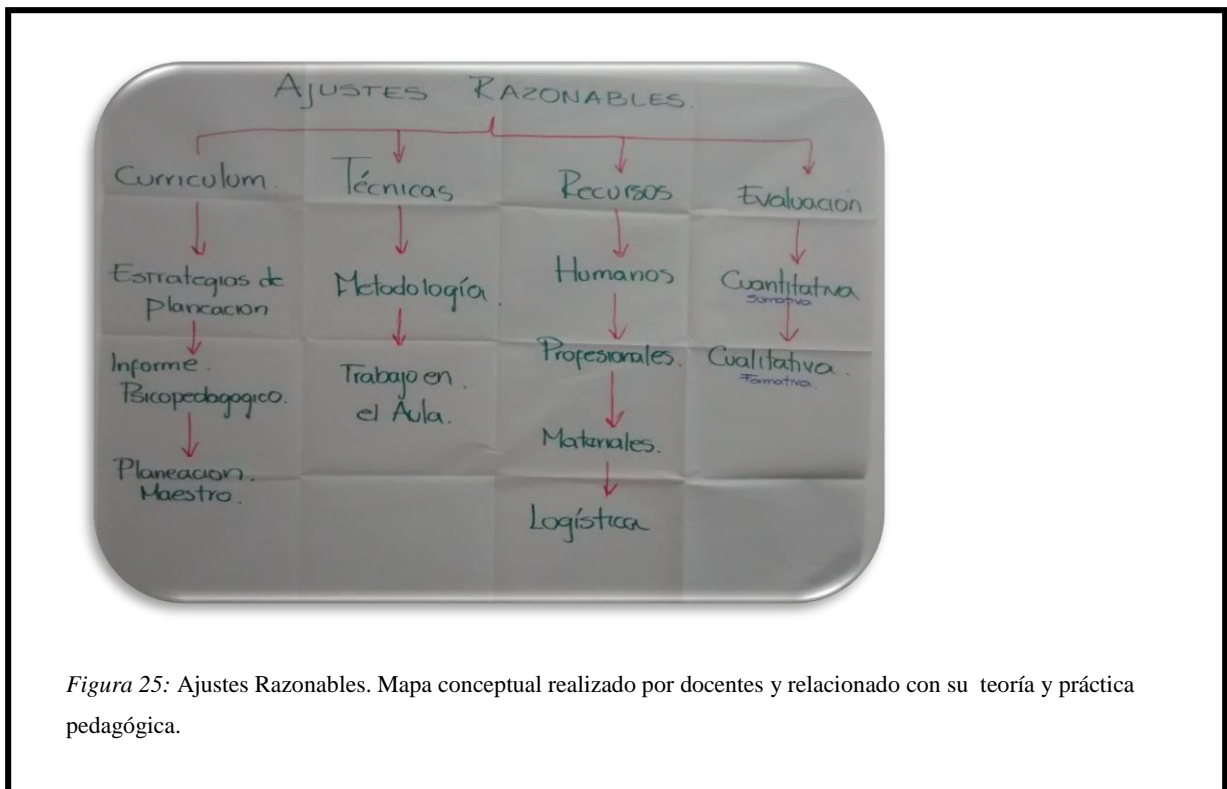 AJUSTES RAZONABLES.
Curriculum.
Técnicas
Recursos
Evaluación
Estrategias de
planeacion
Metodología.
Humanos
Cuantitativa
Sumativa
Informe.
Psicopedagogico.
Trabajo en.
el Aula.
Profesionales.
Cualitativa.
Formativa.
Planeacion.
Maestro.
Materiales.
Logística
Figura 25: Ajustes Razonables. Mapa conceptual realizado por docentes y relacionado con su teoría y práctica
pedagógica.